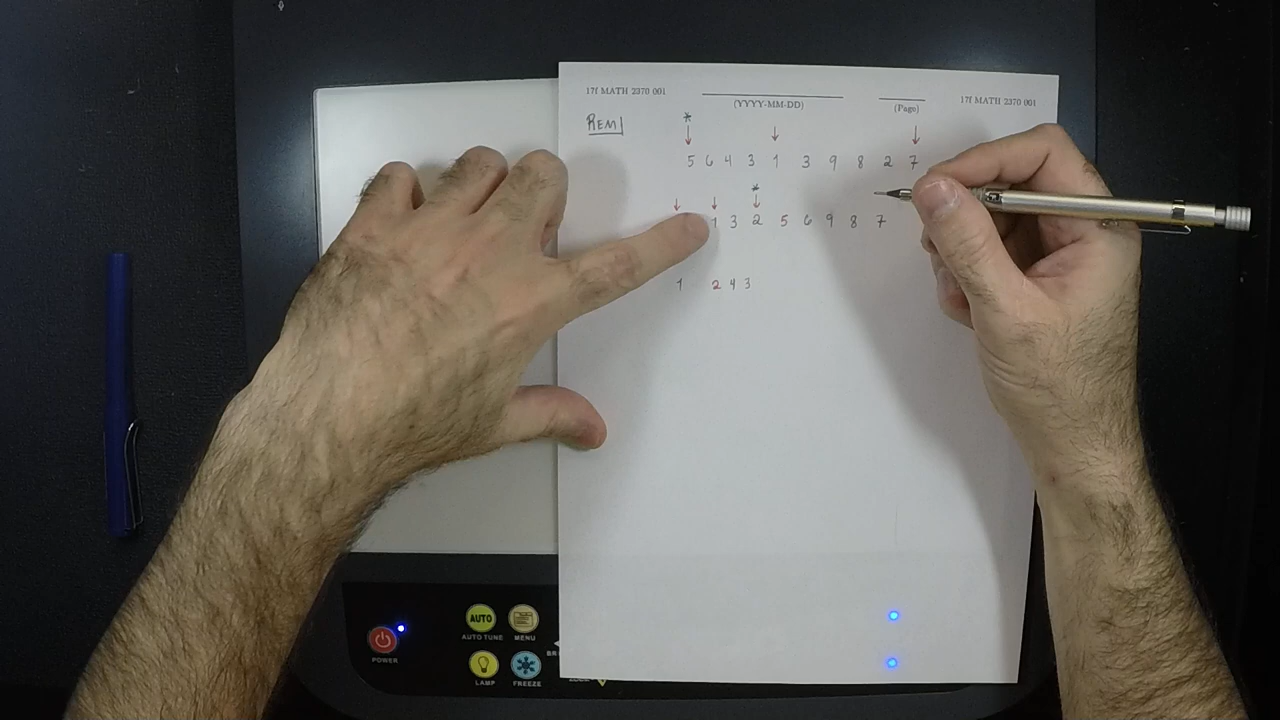 17f MATH 2370 001 (YYYY-MM-DD) (Page) 17f MATH 2370 001
REM
*
5 6 4 3 1 3 9 8 2 7
*
1 3 2 5 6 9 8 7
1 2 4 3
AUTO
AUTO TUNE MENU
POWER
LAMP FREEZE